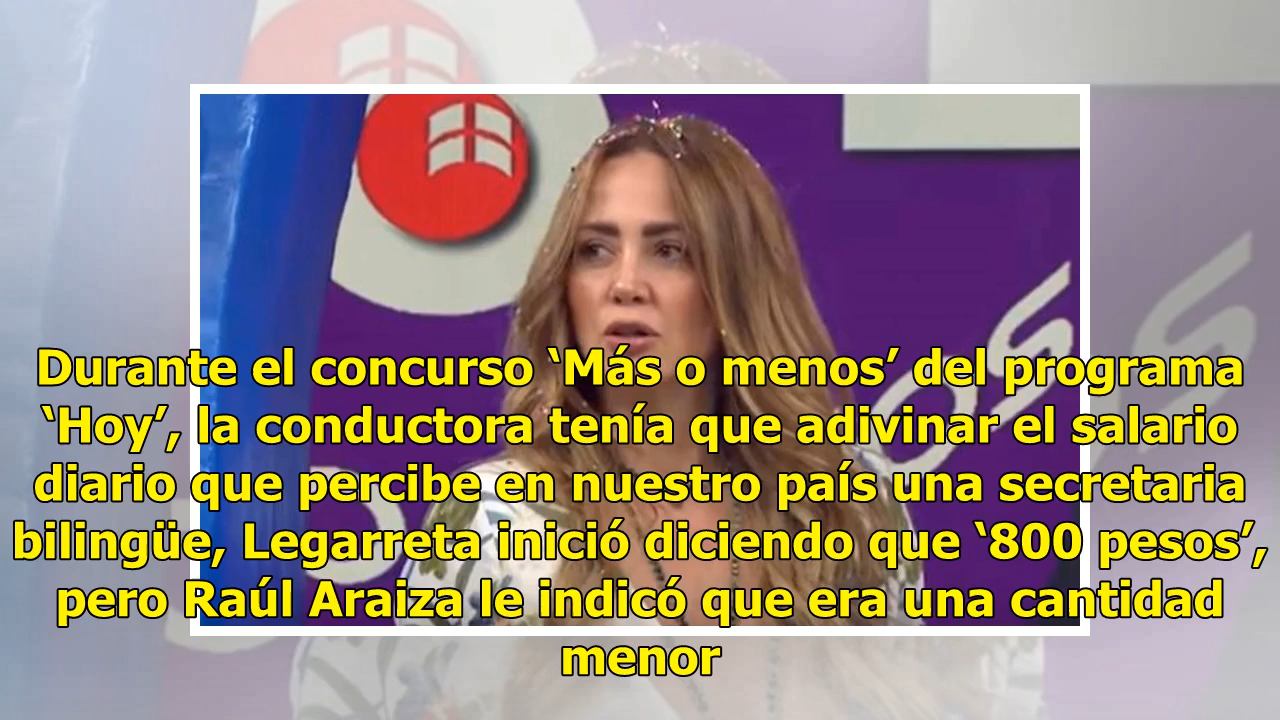 Durante el concurso ‘Más o menos’ del programa
‘Hoy’, la conductora tenía que adivinar el salario
diario que percibe en nuestro país una secretaria
bilingüe, Legarreta inició diciendo que ‘800 pesos’,
pero Raúl Araiza le indicó que era una cantidad
menor